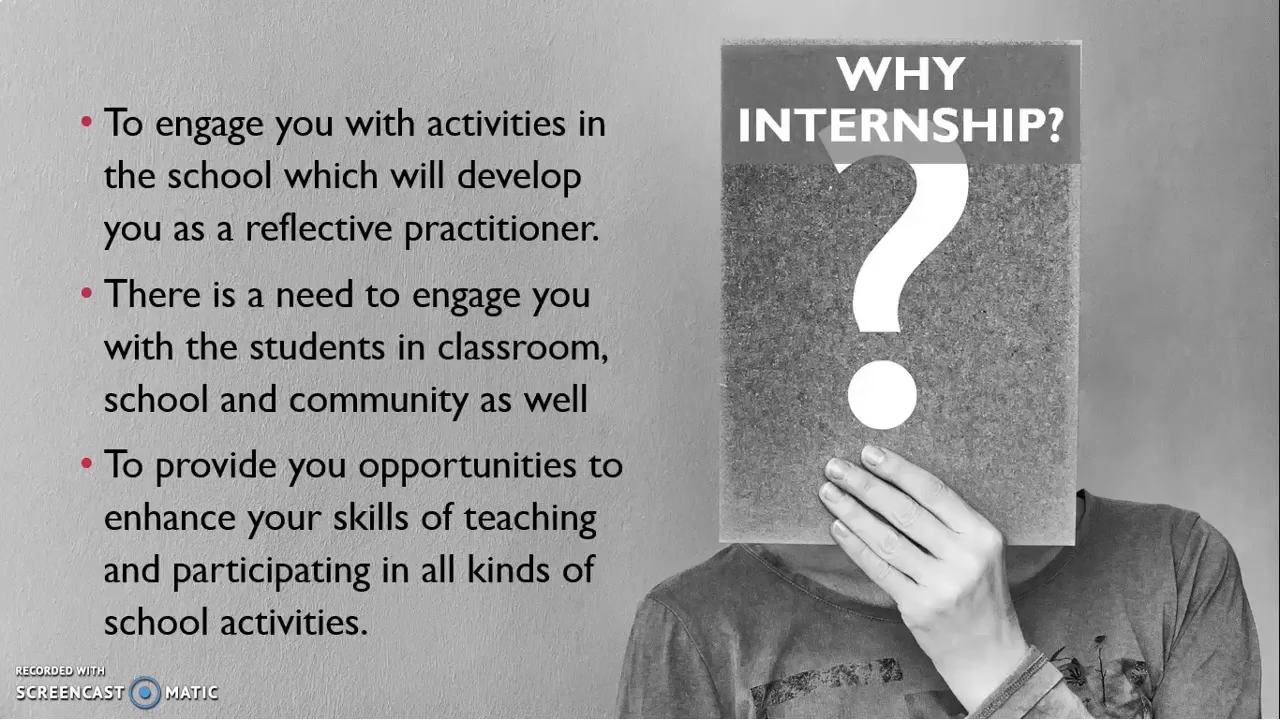 WHY
INTERNSHIP?
• To engage you with activities in
the school which will develop
you as a reflective practitioner.
• There is a need to engage you
with the students in classroom,
school and community as well
• To provide you opportunities to
enhance your skills of teaching
and participating in all kinds of
school activities.
?
RECORDED WITH
SCREENCAST MATIC